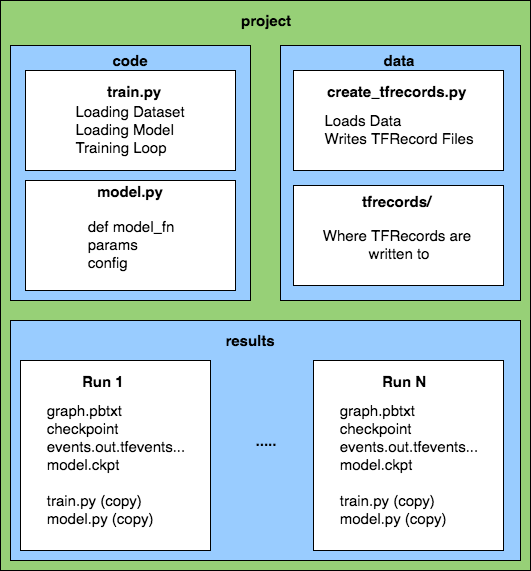 project
code
train.py
Loading Dataset
Loading Model
Training Loop
model.py
def model_fn
params
config
data
create_tfrecords.py
Loads Data
Writes TFRecord Files
tfrecords/
Where TFRecords are
written to
results
Run 1
graph.pbtxt
checkpoint
events.out.tfevents...
model.ckpt
train.py (copy)
model.py (copy)
.....
Run N
graph.pbtxt
checkpoint
events.out.tfevents...
model.ckpt
train.py (copy)
model.py (copy)